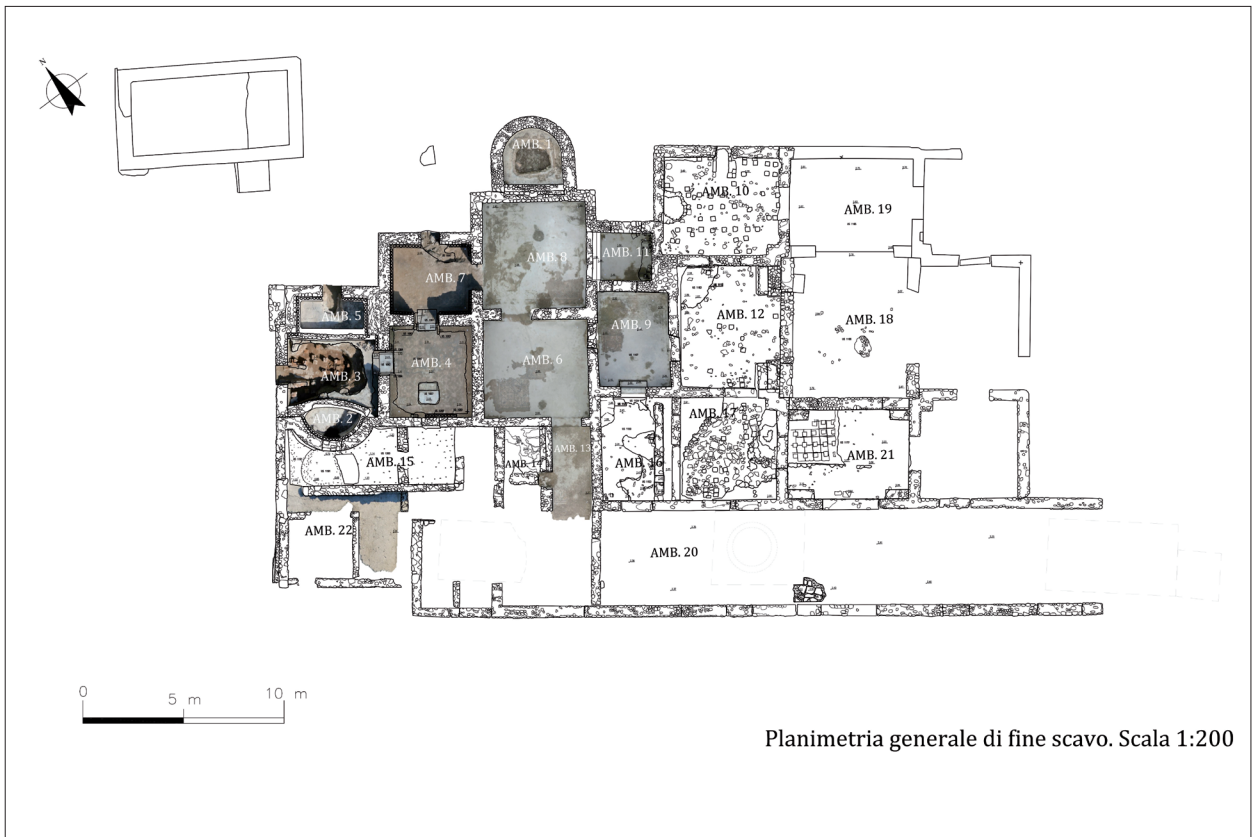 N
AMB. 1
AMB. 10
AMB. 19
AMB. 8
AMB. 11
AMB. 7
AMB. 5
AMB. 9
AMB. 12
AMB. 18
AMB. 6
AMB. 4
AMB. 3
AMB. 2
AMB. 17
AMB. 13
AMB. 14
AMB. 15
AMB. 16
AMB. 21
AMB. 22
AMB. 20
0 5 m 10 m
Planimetria generale di fine scavo. Scala 1:200